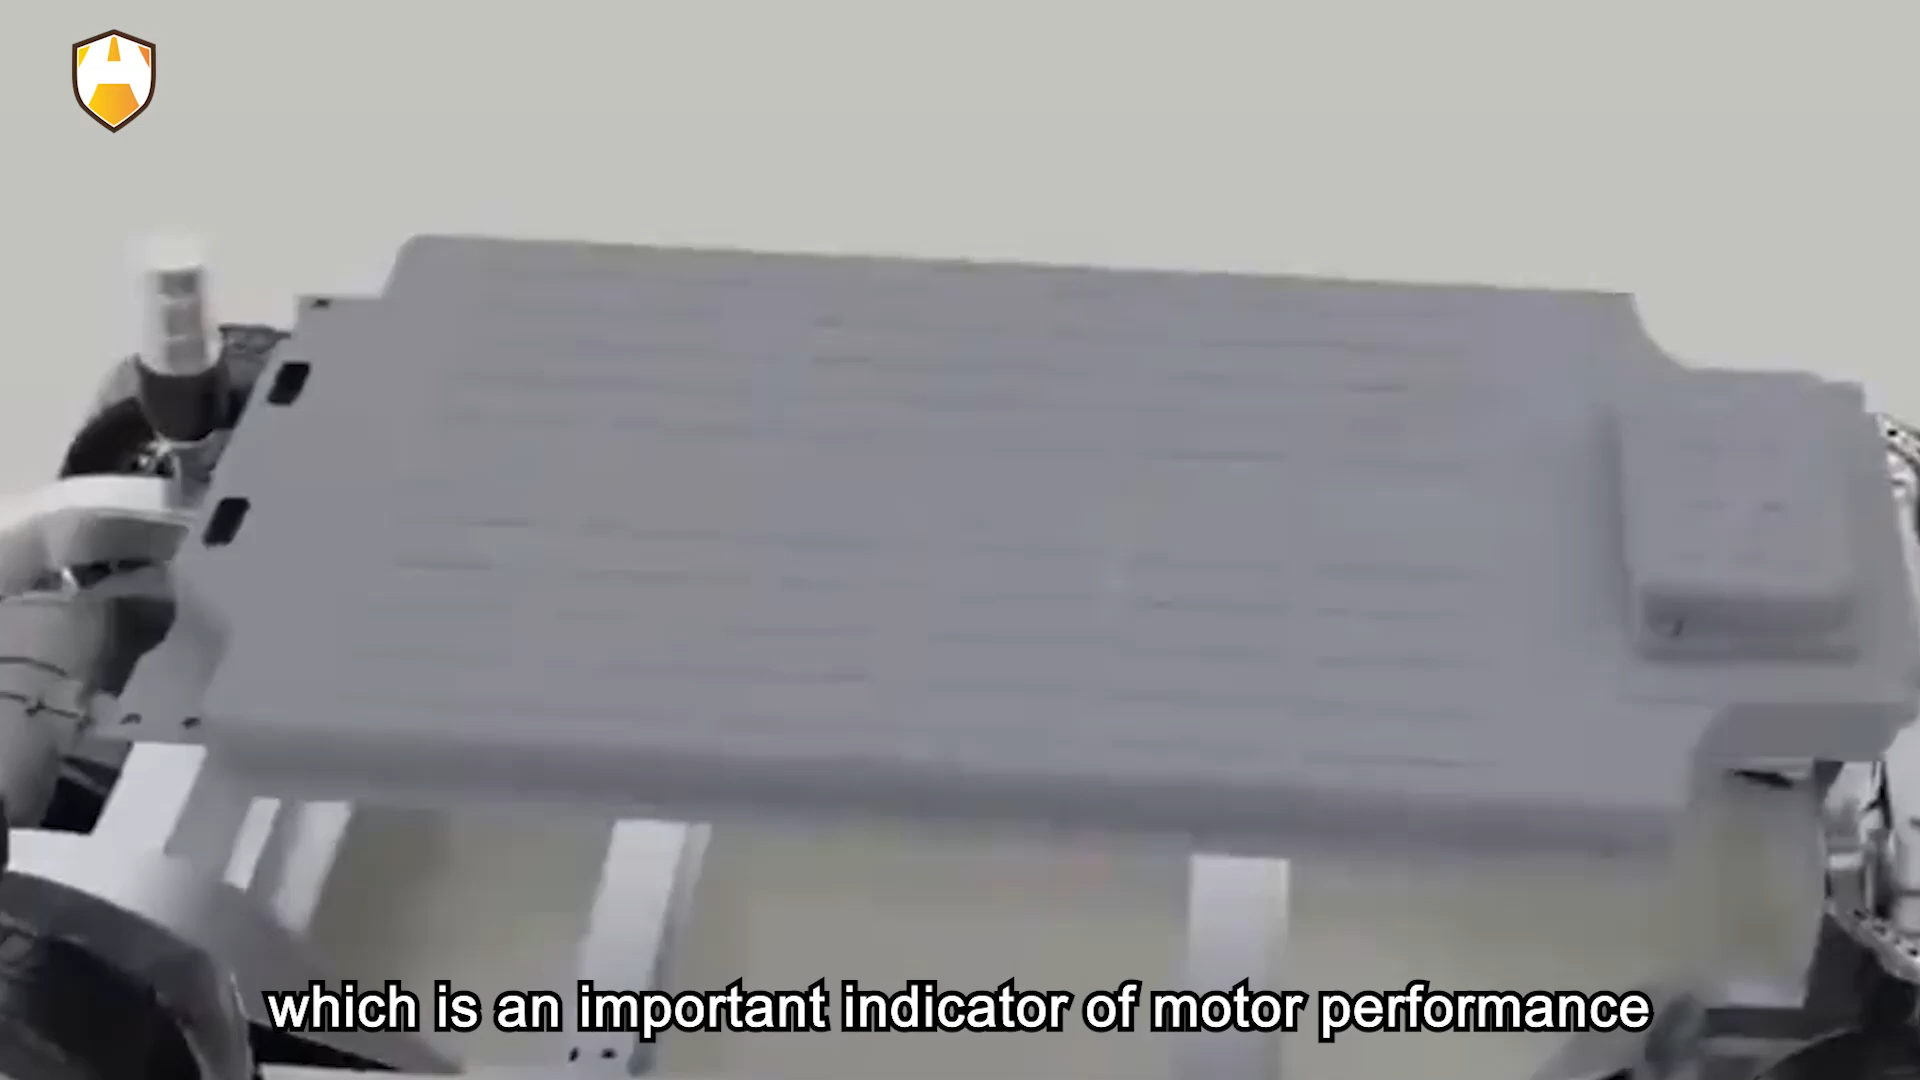 which is an important indicator of motor performance